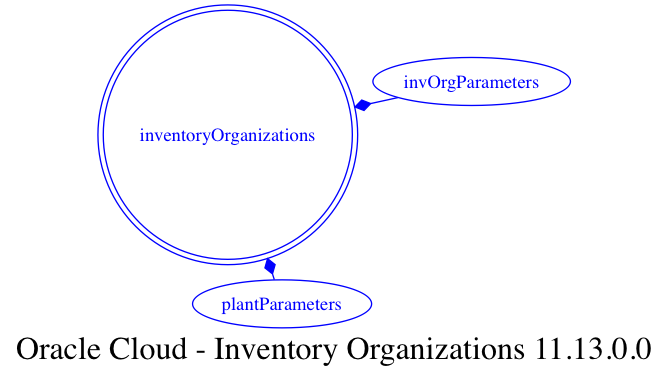 invOrgParameters
inventoryOrganizations
plantParameters
Oracle Cloud - Inventory Organizations 11.13.0.0